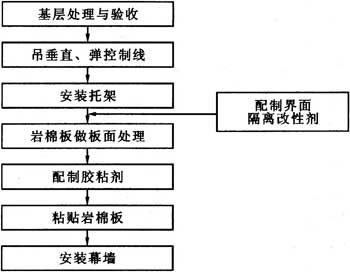 基层处理与验收
吊垂直、弹控制线
安装托架
配制界面
隔离改性剂
岩棉板做板面处理
配制胶粘剂
粘贴岩棉板
安装幕墙